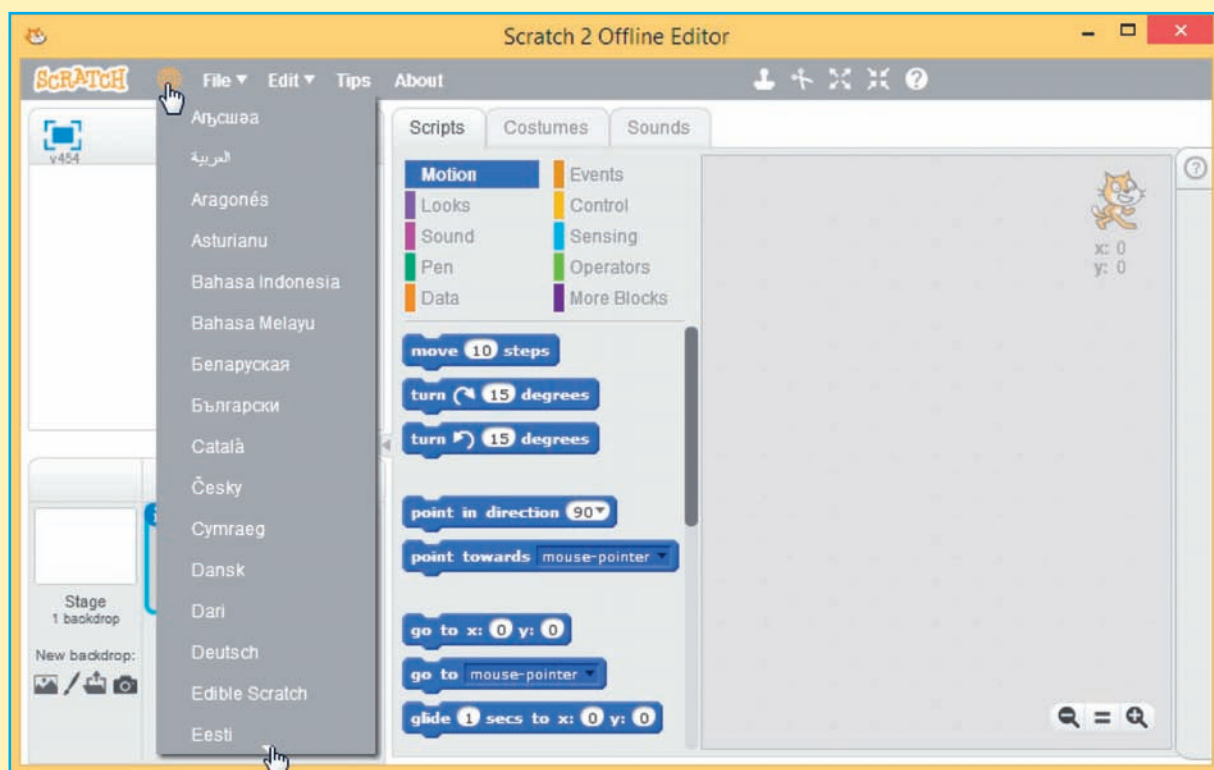 Scratch 2 Offline Editor
SCRATCH File Edit Tips About
v454
Аҧсшәа
العربية
Aragonés
Asturianu
Bahasa Indonesia
Bahasa Melayu
Беларуская
Български
Català
Česky
Cymraeg
Dansk
Dari
Deutsch
Edible Scratch
Eesti
Stage
1 backdrop
New backdrop:
Scripts Costumes Sounds
Motion Events
Looks Control
Sound Sensing
Pen Operators
Data More Blocks
move 10 steps
turn 15 degrees
turn 15 degrees
point in direction 90
point towards mouse-pointer
go to x: 0 y: 0
go to mouse-pointer
glide 1 secs to x: 0 y: 0
x: 0
y: 0